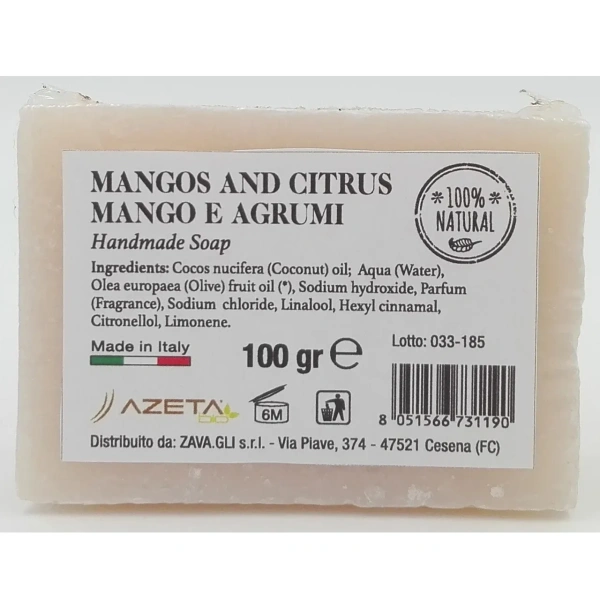 MANGOS AND CITRUS
MANGO E AGRUMI
Handmade Soap
*100%*
NATURAL
Ingredients: Cocos nucifera (Coconut) oil; Aqua (Water),
Olea europaea (Olive) fruit oil (*), Sodium hydroxide, Parfum
(Fragrance), Sodium chloride, Linalool, Hexyl cinnamal,
Citronellol, Limonene.
Made in Italy
100 gr ℮
Lotto: 033-185
AZETA
BIO
6M
8 051566 731190
Distribuito da: ZAVA.GLI s.r.l. - Via Piave, 374 - 47521 Cesena (FC)